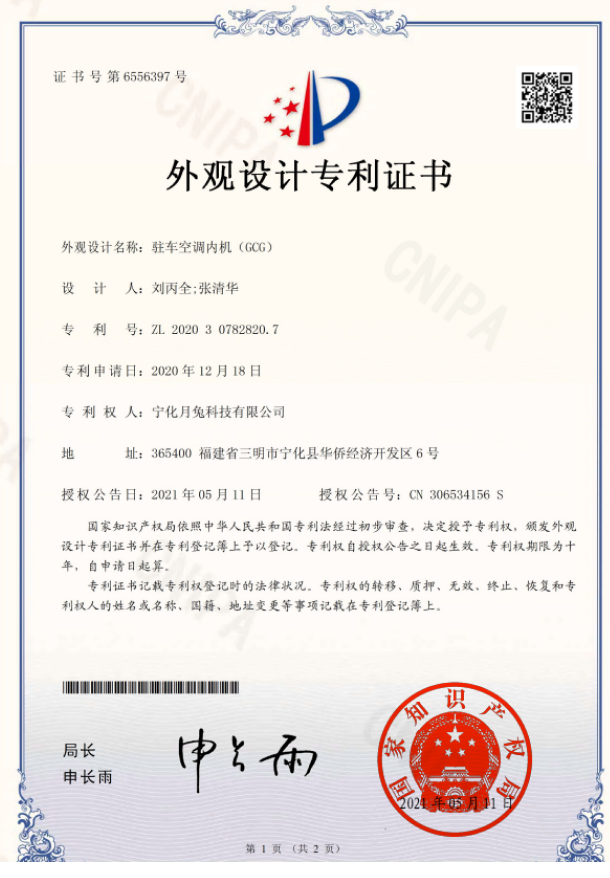 证书号第6556397号
外观设计专利证书
外观设计名称：驻车空调内机（GCG）
设 计 人：刘丙全;张清华
专 利 号：ZL 2020 3 0782820.7
专利申请日：2020年12月18日
专 利 权 人：宁化月兔科技有限公司
地 址：365400 福建省三明市宁化县华侨经济开发区6号
授权公告日：2021年05月11日 授权公告号：CN 306534156 S
国家知识产权局依照中华人民共和国专利法经过初步审查，决定授予专利权，颁发外观
设计专利证书并在专利登记簿上予以登记。专利权自授权公告之日起生效。专利权期限为十
年，自申请日起算。
专利证书记载专利权登记时的法律状况。专利权的转移、质押、无效、终止、恢复和专
利权人的姓名或名称、国籍、地址变更等事项记载在专利登记簿上。
局长
申长雨
申长雨
国家知识产权局
2021年05月11日
第 1 页 （共 2 页）
CNIPA
CNIPA
CNIPA